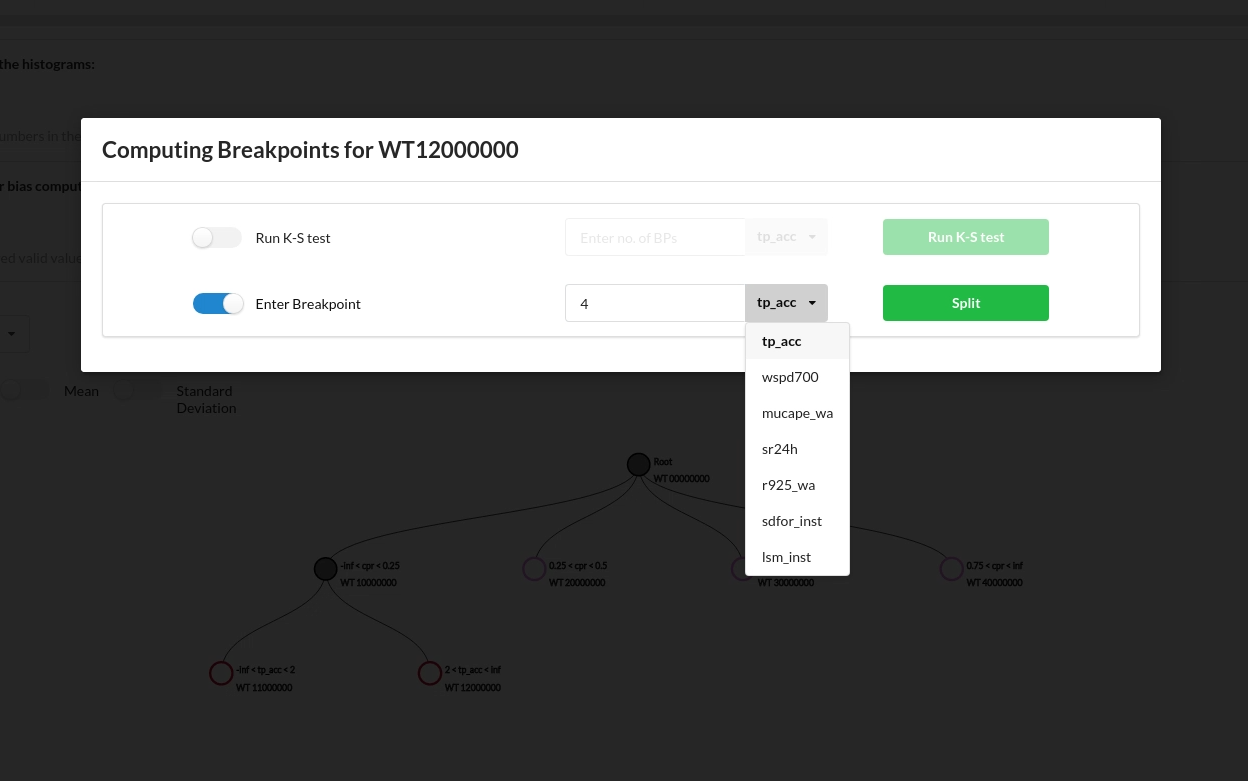 the histograms:
umbers in the
Computing Breakpoints for WT12000000
r bias comput
Run K-S test
Enter no. of BPs
tp_acc
Run K-S test
ed valid value
Enter Breakpoint
4
tp_acc
Split
tp_acc
wspd700
mucape_wa
sr24h
r925_wa
sdfor_inst
lsm_inst
Mean
Standard
Deviation
Root
WT 00000000
-inf < cpr < 0.25
WT 10000000
0.25 < cpr < 0.5
WT 20000000
WT 30000000
0.75 < cpr < inf
WT 40000000
-inf < tp_acc < 2
WT 11000000
2 < tp_acc < inf
WT 12000000